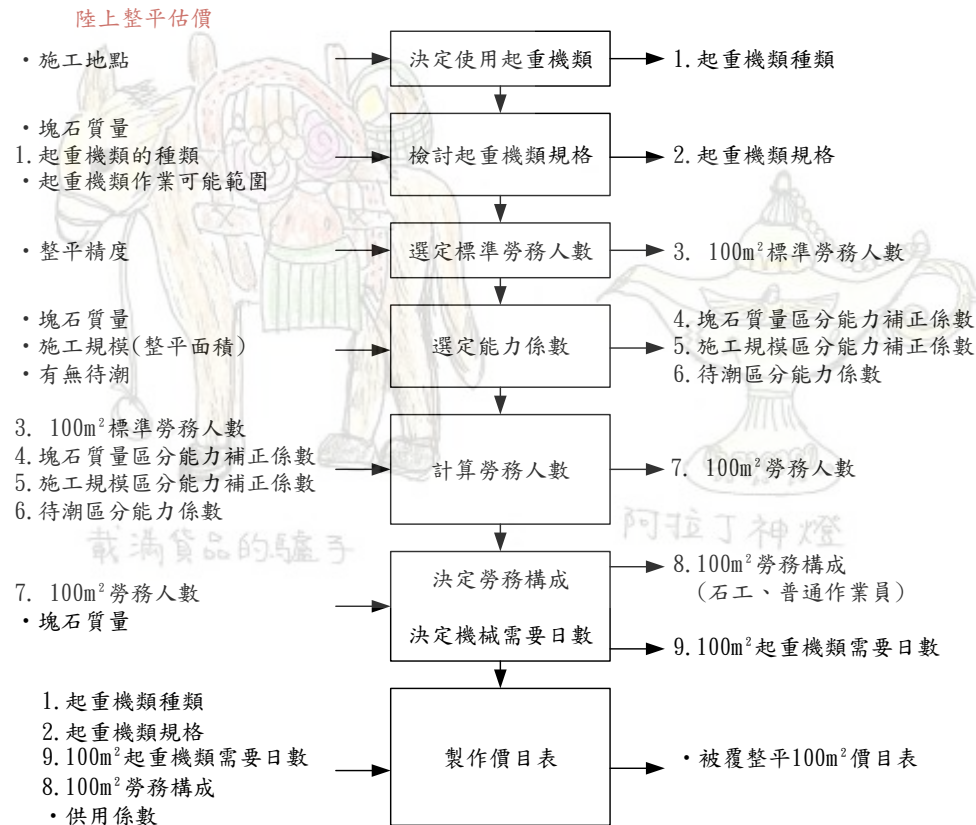 陸上整平估價
・施工地點
決定使用起重機類
1.起重機類種類
・塊石質量
1.起重機類的種類
・起重機類作業可能範圍
檢討起重機類規格
2.起重機類規格
・整平精度
選定標準勞務人數
3. 100m²標準勞務人數
・塊石質量
・施工規模(整平面積)
・有無待潮
選定能力係數
4.塊石質量區分能力補正係數
5.施工規模區分能力補正係數
6.待潮區分能力係數
3. 100m²標準勞務人數
4.塊石質量區分能力補正係數
5.施工規模區分能力補正係數
6.待潮區分能力係數
計算勞務人數
7. 100m²勞務人數
載滿貨品的驢子
阿拉丁神燈
7. 100m²勞務人數
・塊石質量
決定勞務構成
決定機械需要日數
8.100m²勞務構成
(石工、普通作業員)
9.100m²起重機類需要日數
1.起重機類種類
2.起重機類規格
9.100m²起重機類需要日數
8.100m²勞務構成
・供用係數
製作價目表
・被覆整平100m²價目表